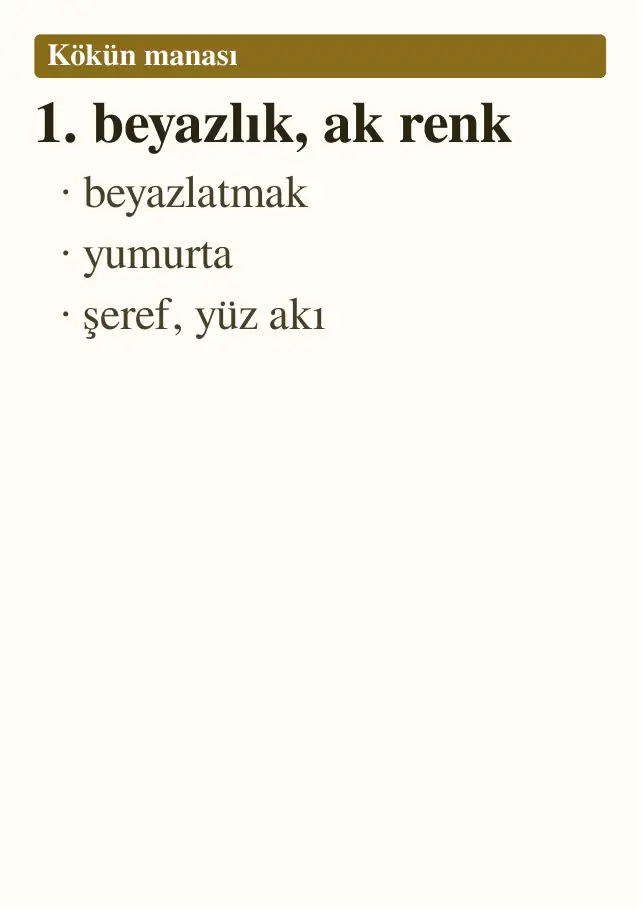 Kökün manası
1. beyazlık, ak renk
· beyazlatmak
· yumurta
· şeref, yüz akı